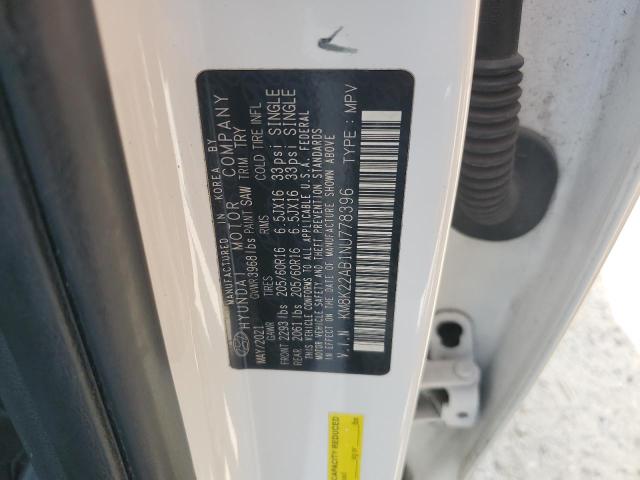 MANUFACTURED IN KOREA BY
HYUNDAI MOTOR COMPANY
MAY/2021 GVWR 3968 lbs PAINT SAW TRIM TRY
GAWR TIRES RIMS COLD TIRE INFL
FRONT 2293 lbs 205/60R16 6.5JX16 33psi SINGLE
REAR 2061 lbs 205/60R16 6.5JX16 33psi SINGLE
THIS VEHICLE CONFORMS TO ALL APPLICABLE U.S.A. FEDERAL
MOTOR VEHICLE SAFETY, BUMPER, AND THEFT PREVENTION STANDARDS
IN EFFECT ON THE DATE OF MANUFACTURE SHOWN ABOVE
V.I.N KM8K22AB1NU778396 TYPE : MPV
CAPACITY REDUCED